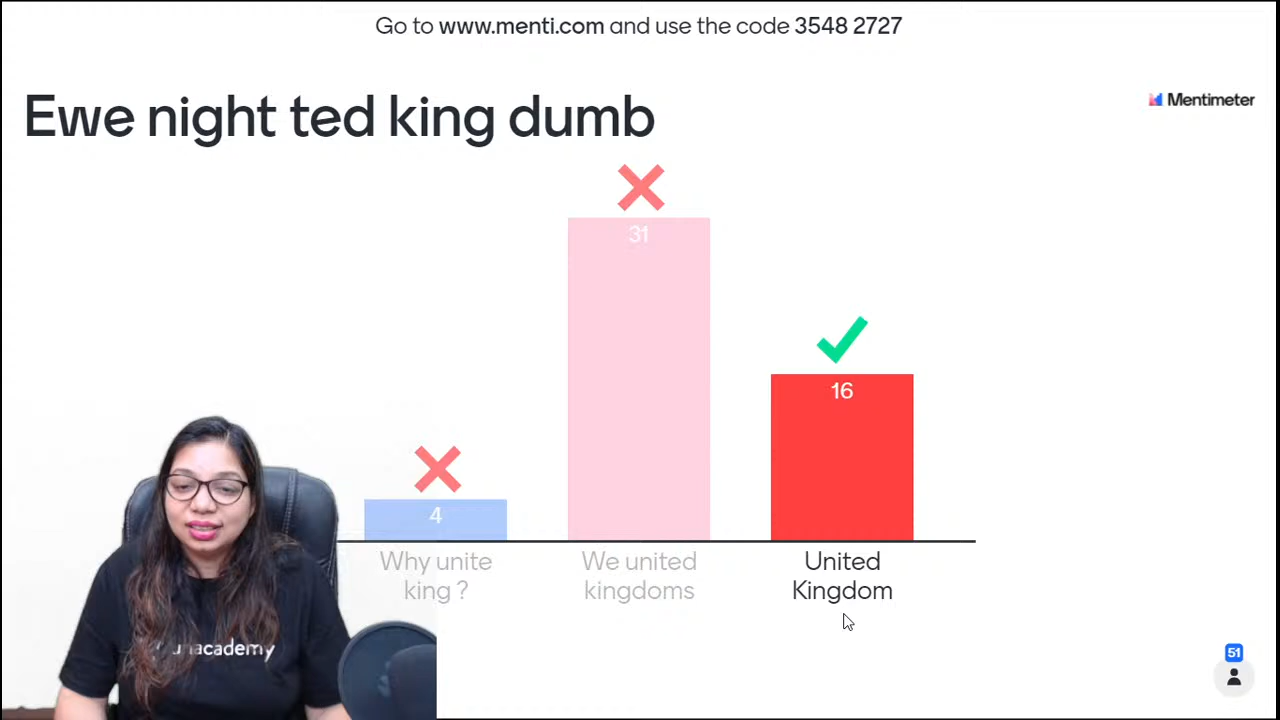 Go to www.menti.com and use the code 3548 2727
Ewe night ted king dumb
Mentimeter
31
16
4
Why unite
king ?
We united
kingdoms
United
Kingdom
unacademy
51